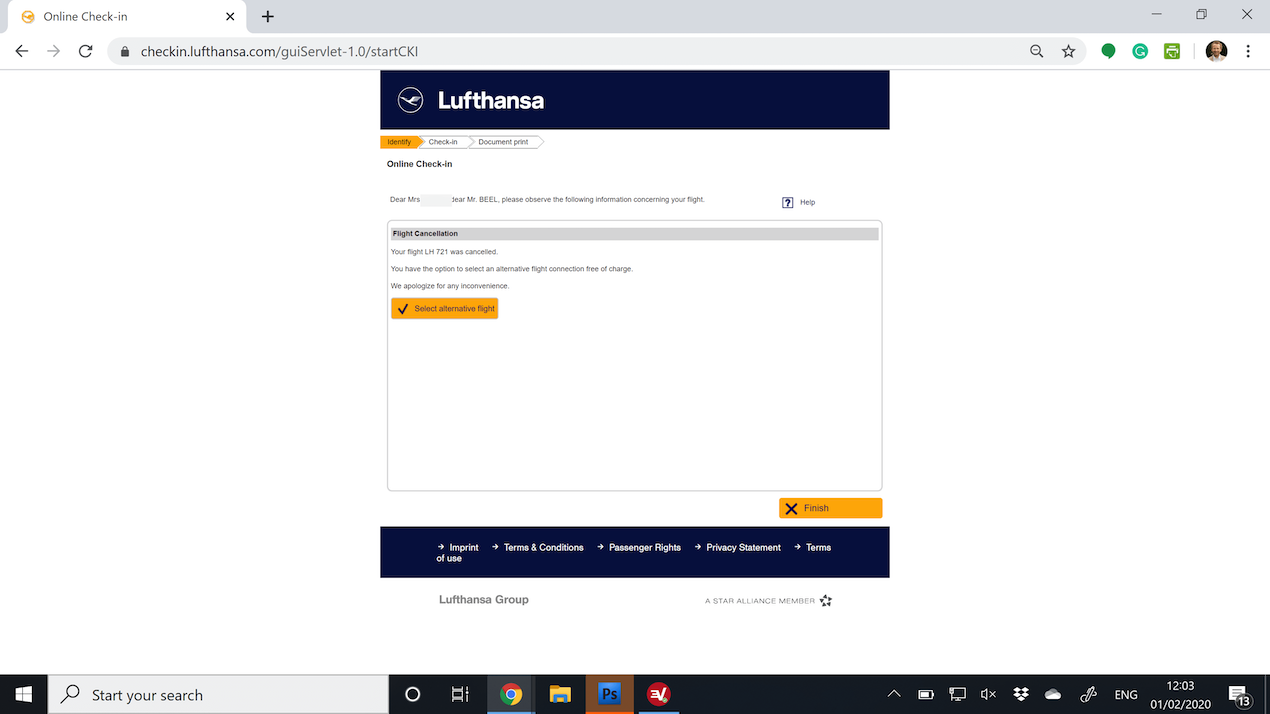 Online Check-in
checkin.lufthansa.com/guiServlet-1.0/startCKI
Lufthansa
Identify Check-in Document print
Online Check-in
Dear Mrs dear Mr. BEEL, please observe the following information concerning your flight.
? Help
Flight Cancellation
Your flight LH 721 was cancelled.
You have the option to select an alternative flight connection free of charge.
We apologize for any inconvenience.
Select alternative flight
Finish
→ Imprint → Terms & Conditions → Passenger Rights → Privacy Statement → Terms
of use
Lufthansa Group
A STAR ALLIANCE MEMBER
Start your search
Ps
ENG
12:03
01/02/2020
13